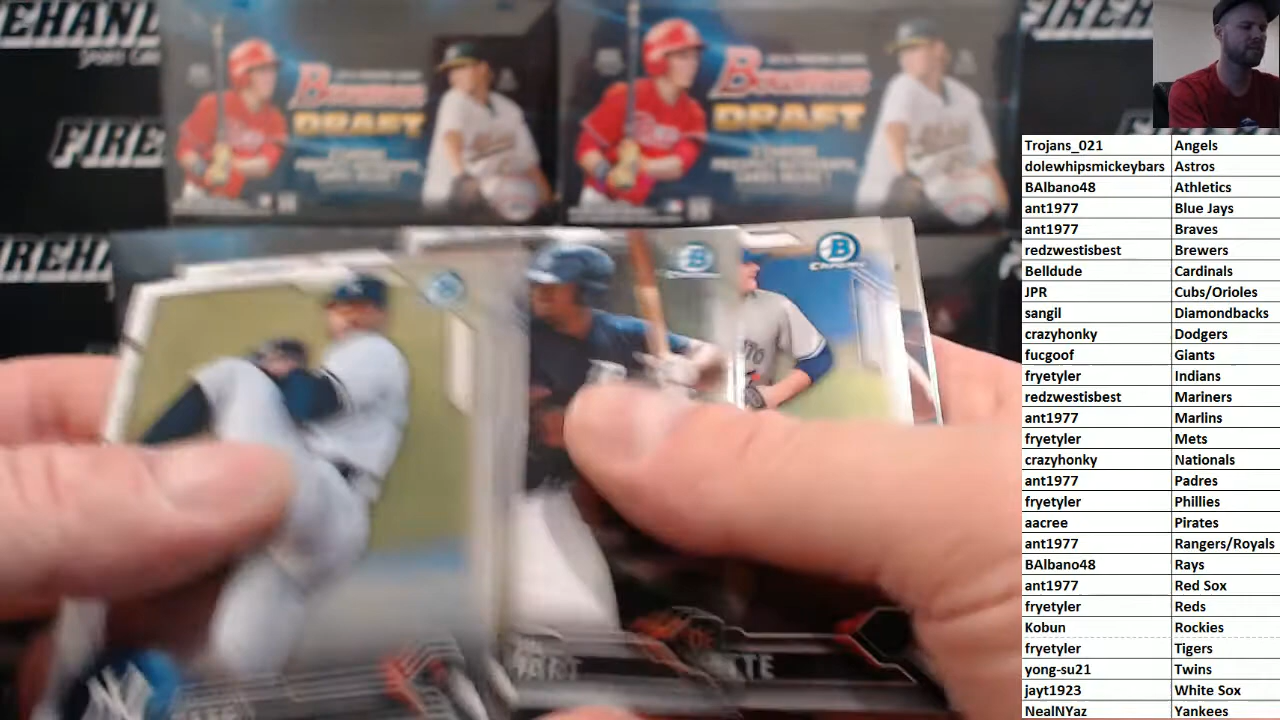 Bowman
DRAFT
Bowman
DRAFT
FIRE
CHROME
Trojans_021 Angels
dolewhipsmickeybars Astros
BAlbano48 Athletics
ant1977 Blue Jays
ant1977 Braves
redzwestisbest Brewers
Belldude Cardinals
JPR Cubs/Orioles
sangil Diamondbacks
crazyhonky Dodgers
fucgoof Giants
fryetyler Indians
redzwestisbest Mariners
ant1977 Marlins
fryetyler Mets
crazyhonky Nationals
ant1977 Padres
fryetyler Phillies
aacree Pirates
ant1977 Rangers/Royals
BAlbano48 Rays
ant1977 Red Sox
fryetyler Reds
Kobun Rockies
fryetyler Tigers
yong-su21 Twins
jayt1923 White Sox
NealNYaz Yankees